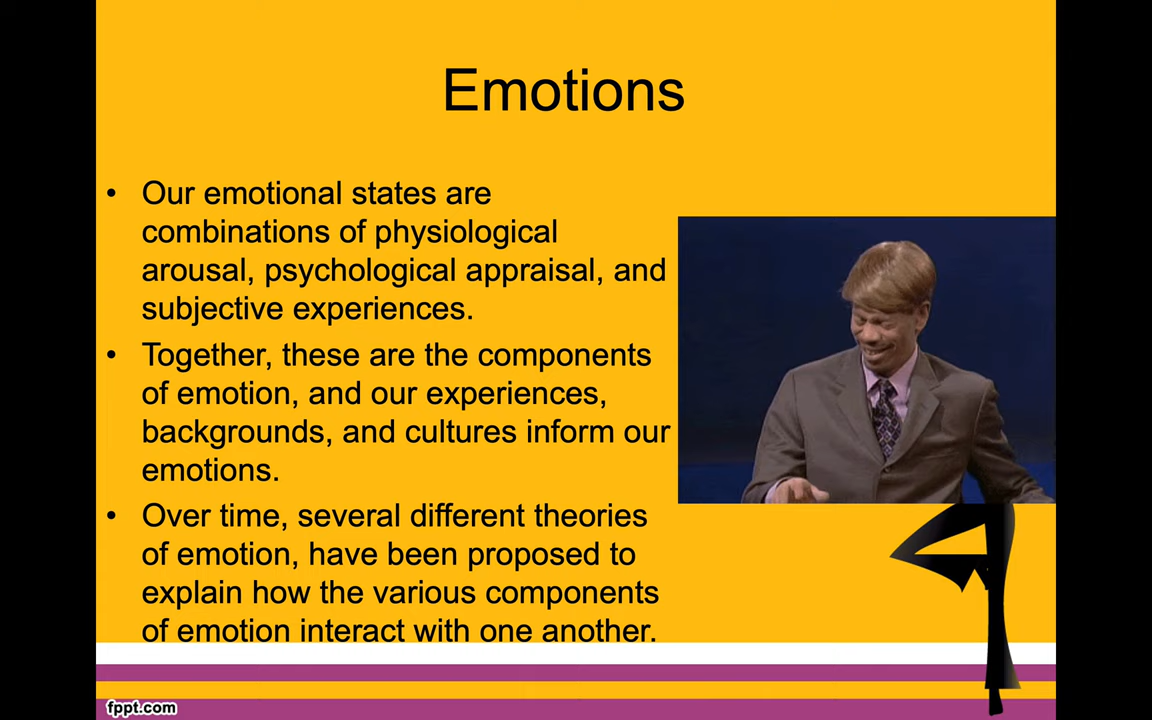 Emotions
• Our emotional states are
combinations of physiological
arousal, psychological appraisal, and
subjective experiences.
• Together, these are the components
of emotion, and our experiences,
backgrounds, and cultures inform our
emotions.
• Over time, several different theories
of emotion, have been proposed to
explain how the various components
of emotion interact with one another.
fppt.com